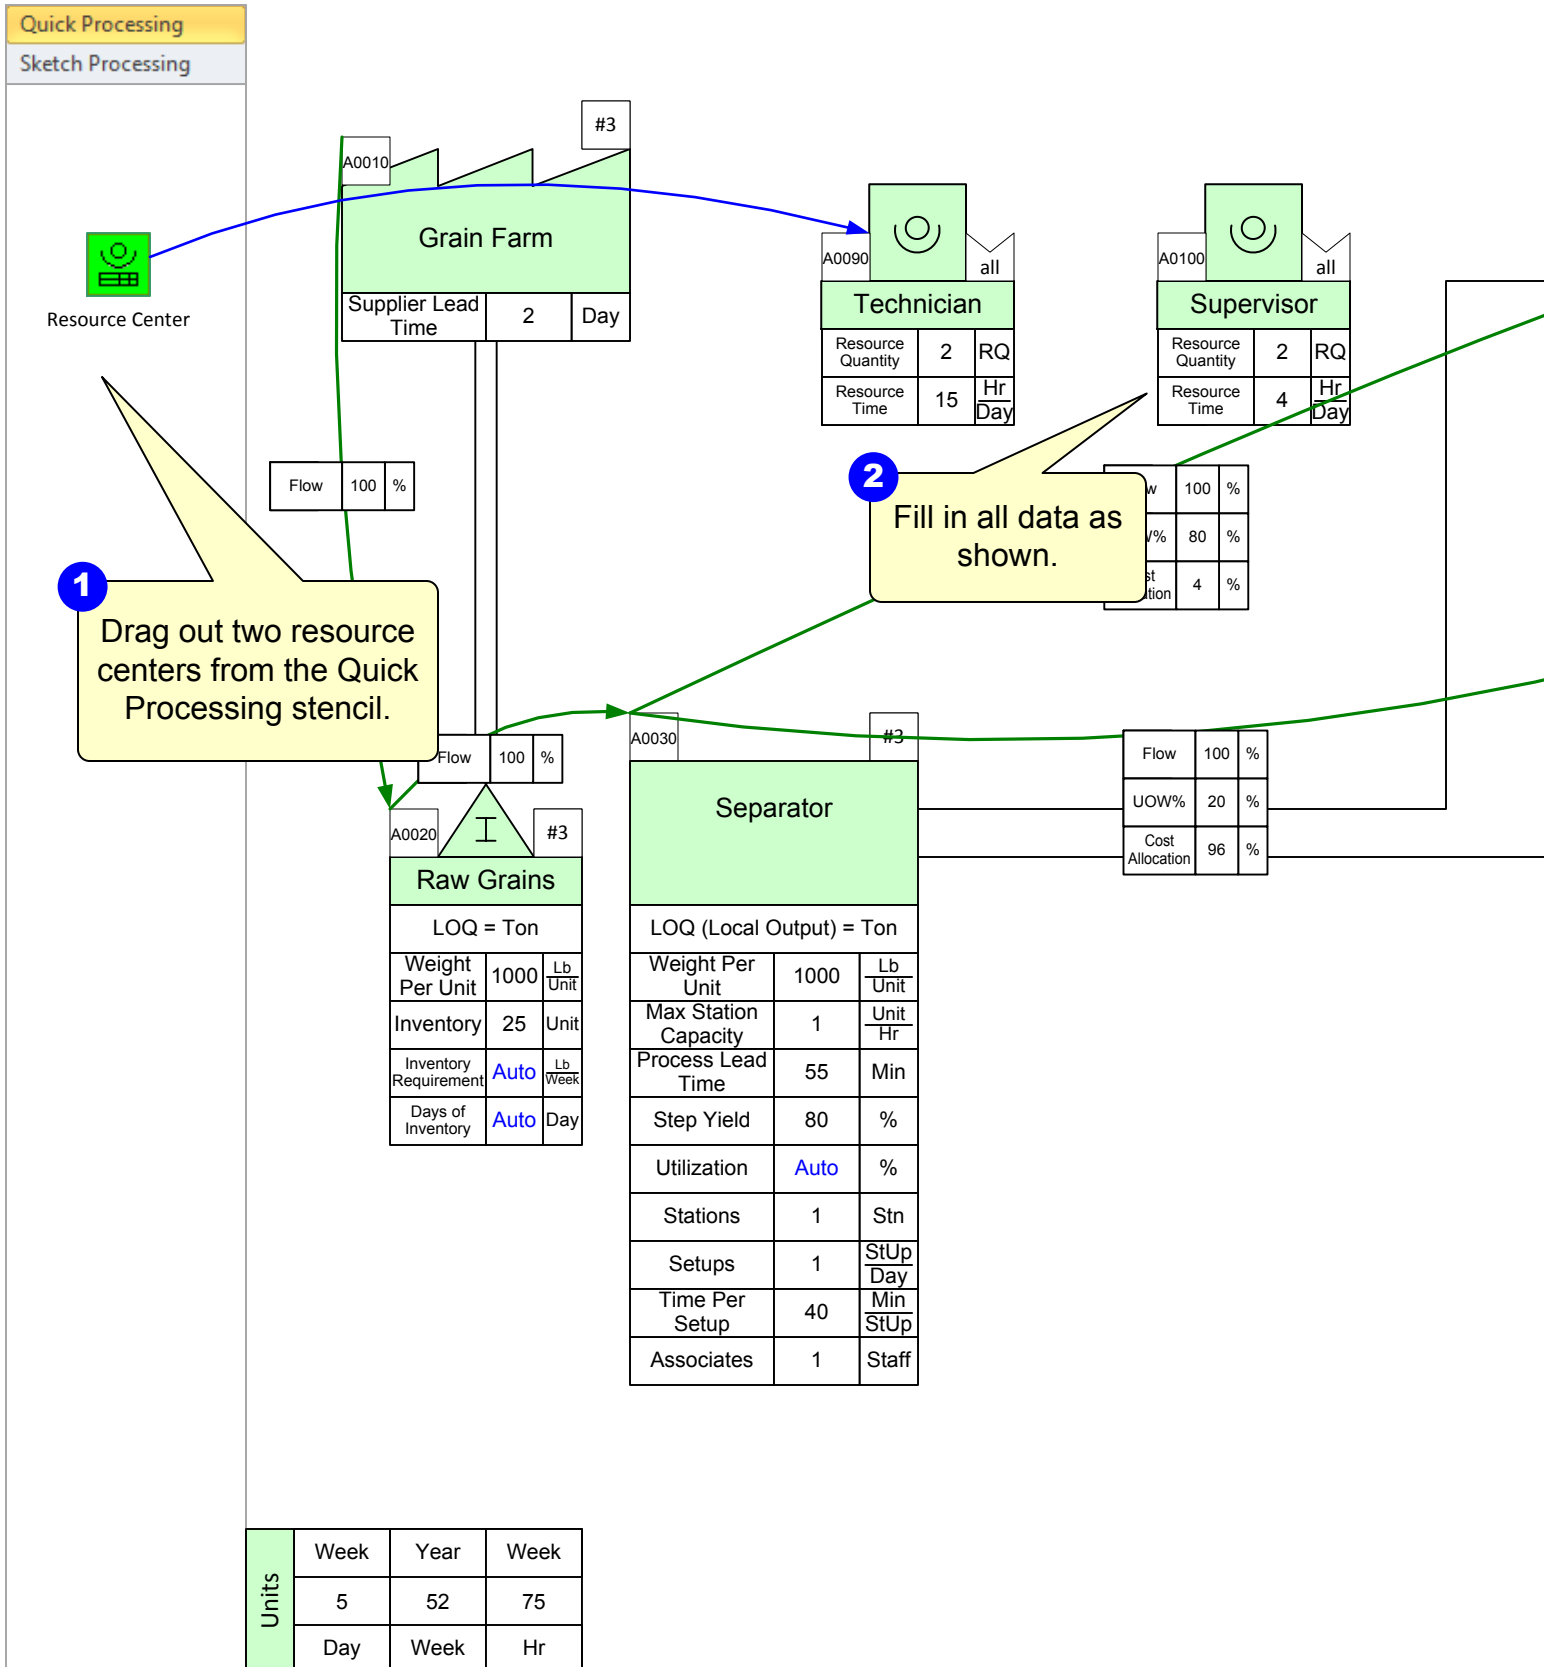 Quick Processing
Sketch Processing
Resource Center
1
Drag out two resource
centers from the Quick
Processing stencil.
A0010
#3
Grain Farm
Supplier Lead
Time
2
Day
Flow
100
%
A0090
all
Technician
Resource
Quantity
2
RQ
Resource
Time
15
Hr
Day
A0100
all
Supervisor
Resource
Quantity
2
RQ
Resource
Time
4
Hr
Day
2
Fill in all data as
shown.
100
%
80
%
4
%
Flow
100
%
A0020
I
#3
Raw Grains
LOQ = Ton
Weight
Per Unit
1000
Lb
Unit
Inventory
25
Unit
Inventory
Requirement
Auto
Lb
Week
Days of
Inventory
Auto
Day
A0030
#3
Separator
LOQ (Local Output) = Ton
Weight Per
Unit
1000
Lb
Unit
Max Station
Capacity
1
Unit
Hr
Process Lead
Time
55
Min
Step Yield
80
%
Utilization
Auto
%
Stations
1
Stn
Setups
1
StUp
Day
Time Per
Setup
40
Min
StUp
Associates
1
Staff
Flow
100
%
UOW%
20
%
Cost
Allocation
96
%
Units
Week
Year
Week
5
52
75
Day
Week
Hr